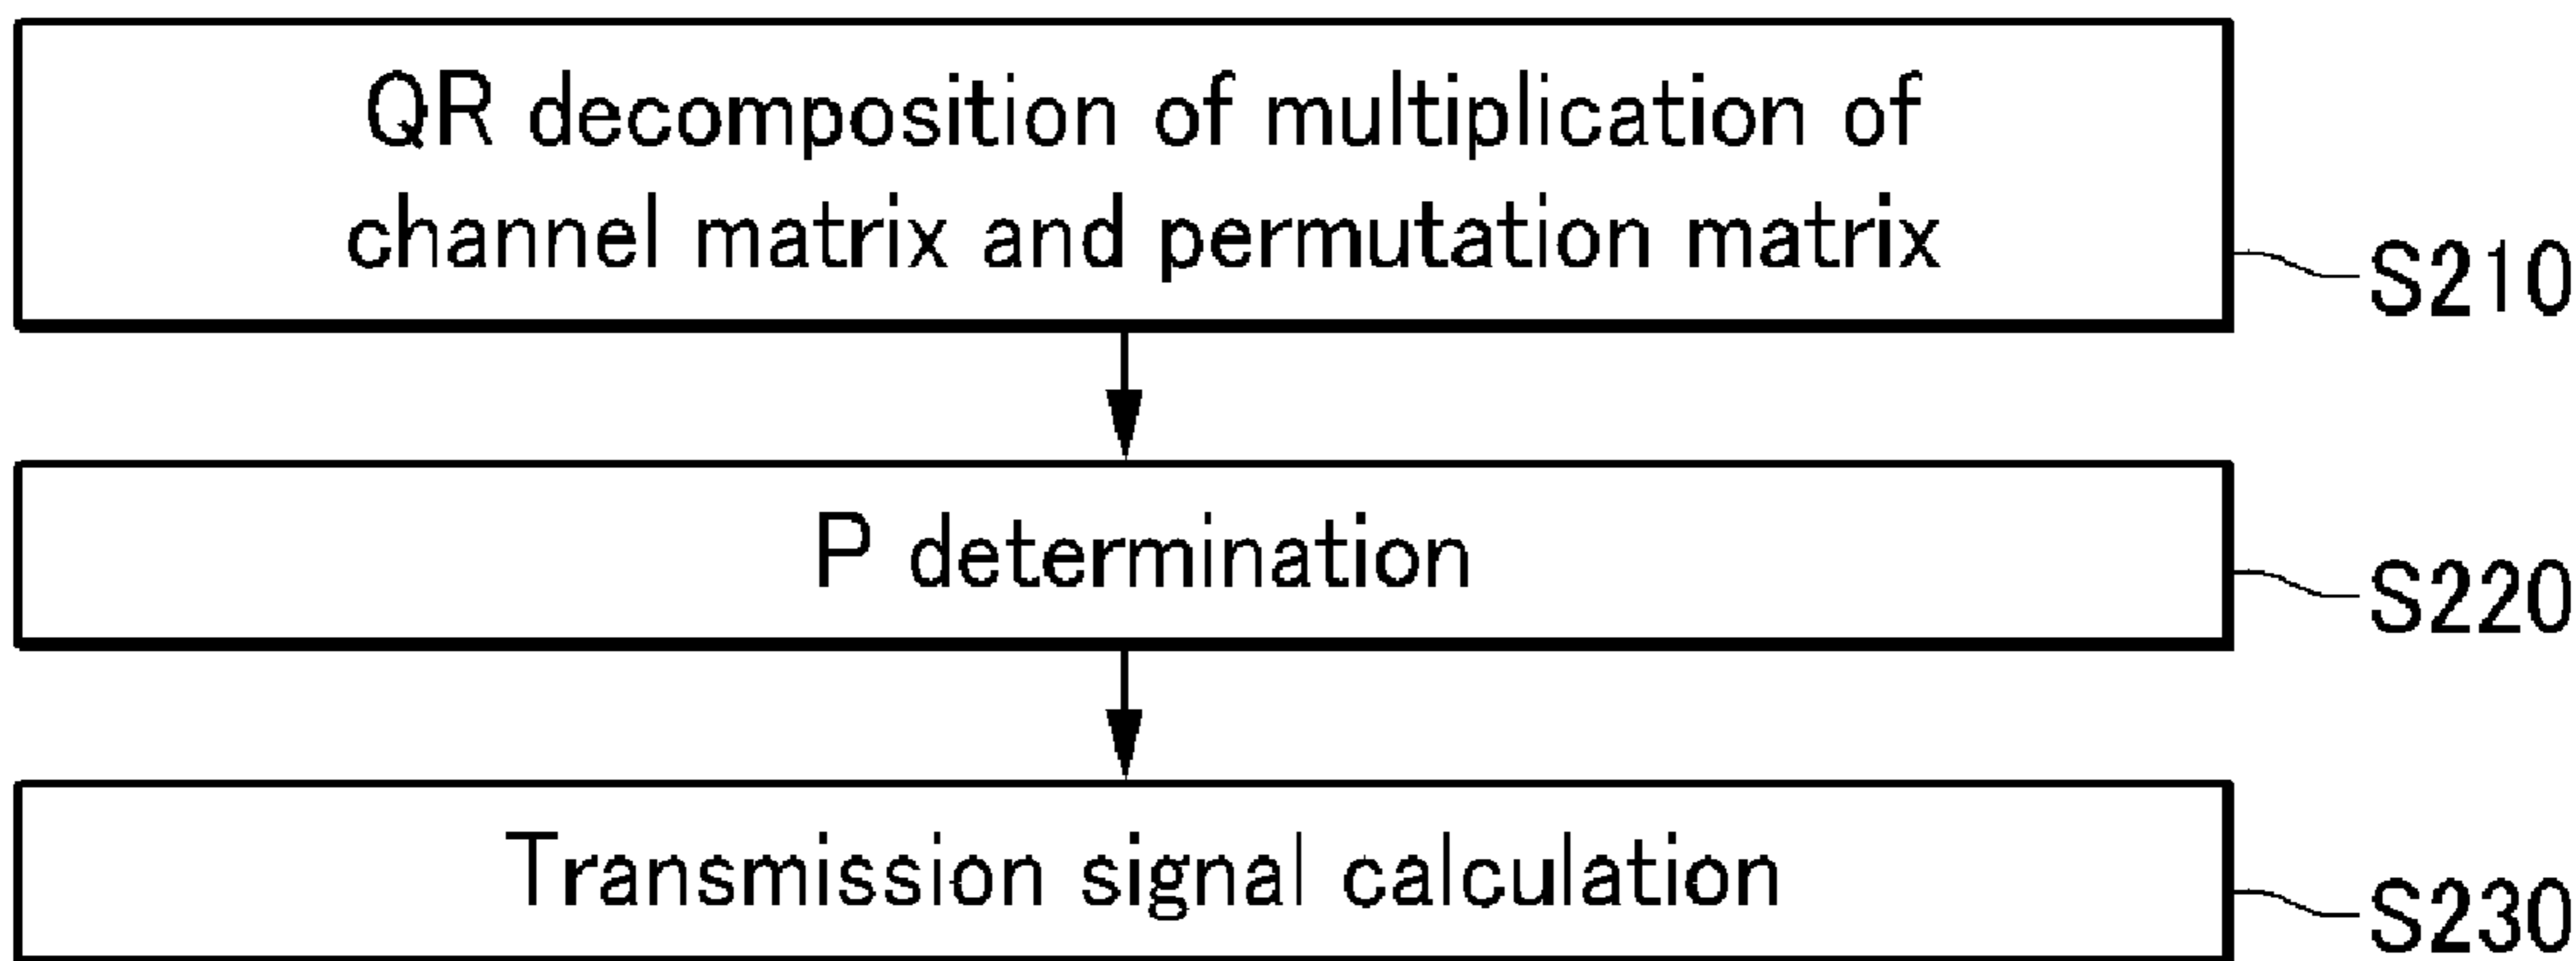 QR decomposition of multiplication of
channel matrix and permutation matrix
S210
P determination
S220
Transmission signal calculation
S230